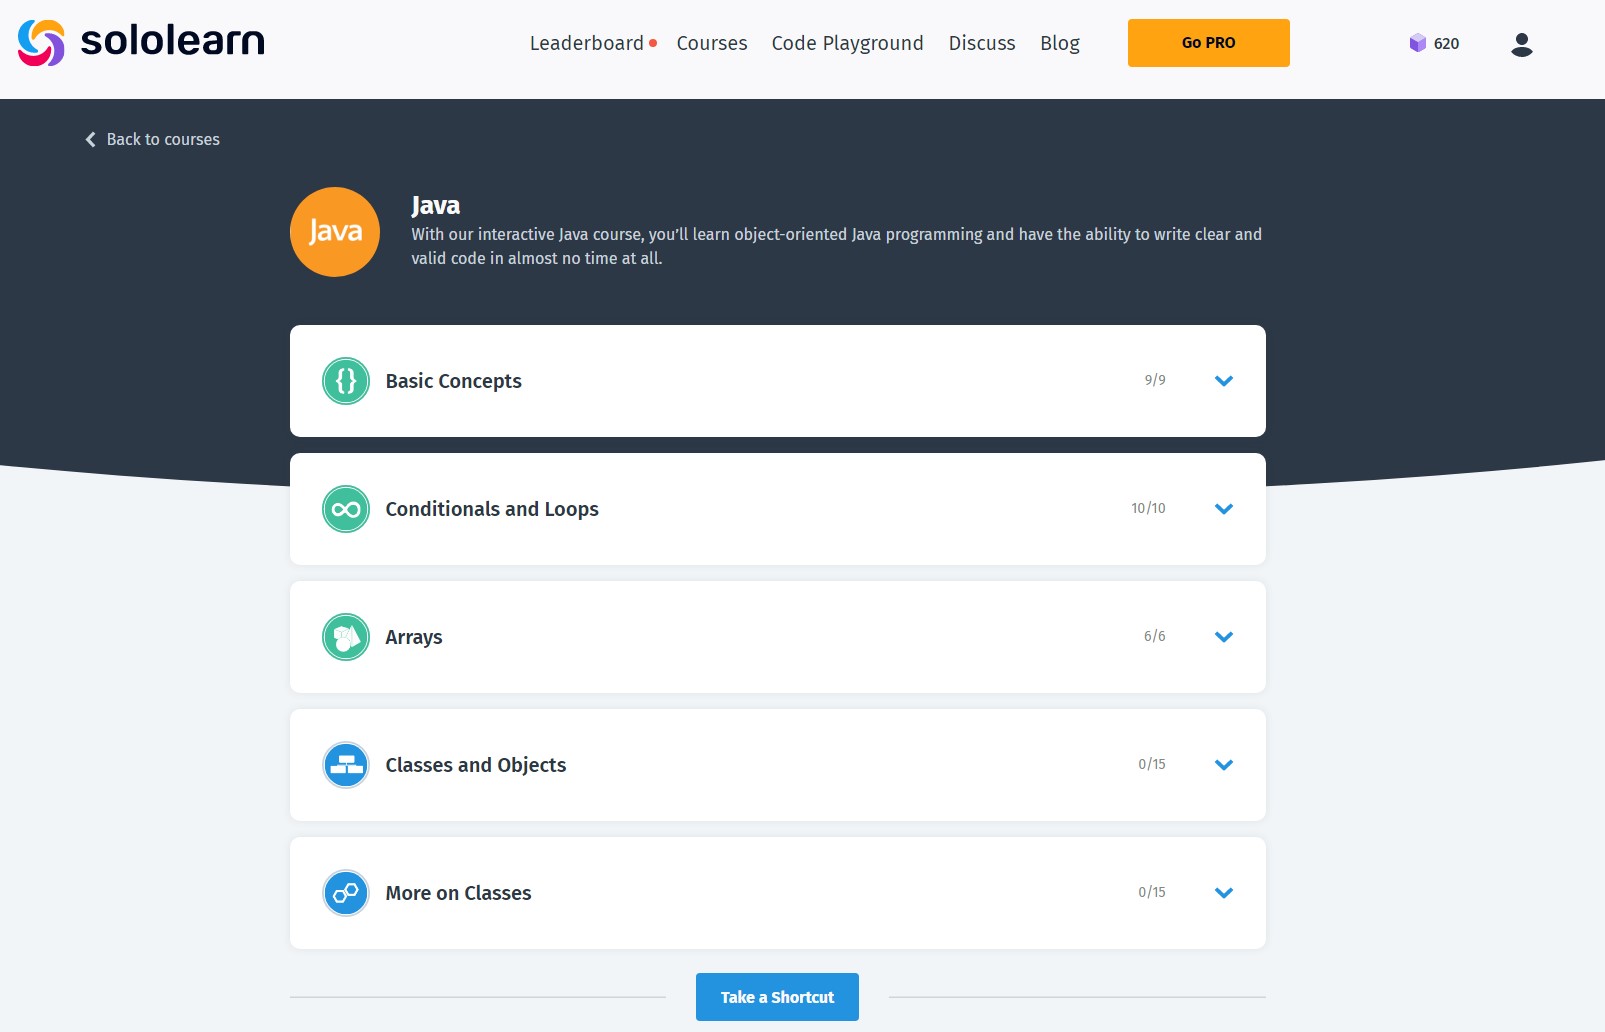 sololearn
Leaderboard Courses Code Playground Discuss Blog Go PRO 620
Back to courses
Java
Java
With our interactive Java course, you’ll learn object-oriented Java programming and have the ability to write clear and
valid code in almost no time at all.
{} Basic Concepts 9/9
Conditionals and Loops 10/10
Arrays 6/6
Classes and Objects 0/15
More on Classes 0/15
Take a Shortcut